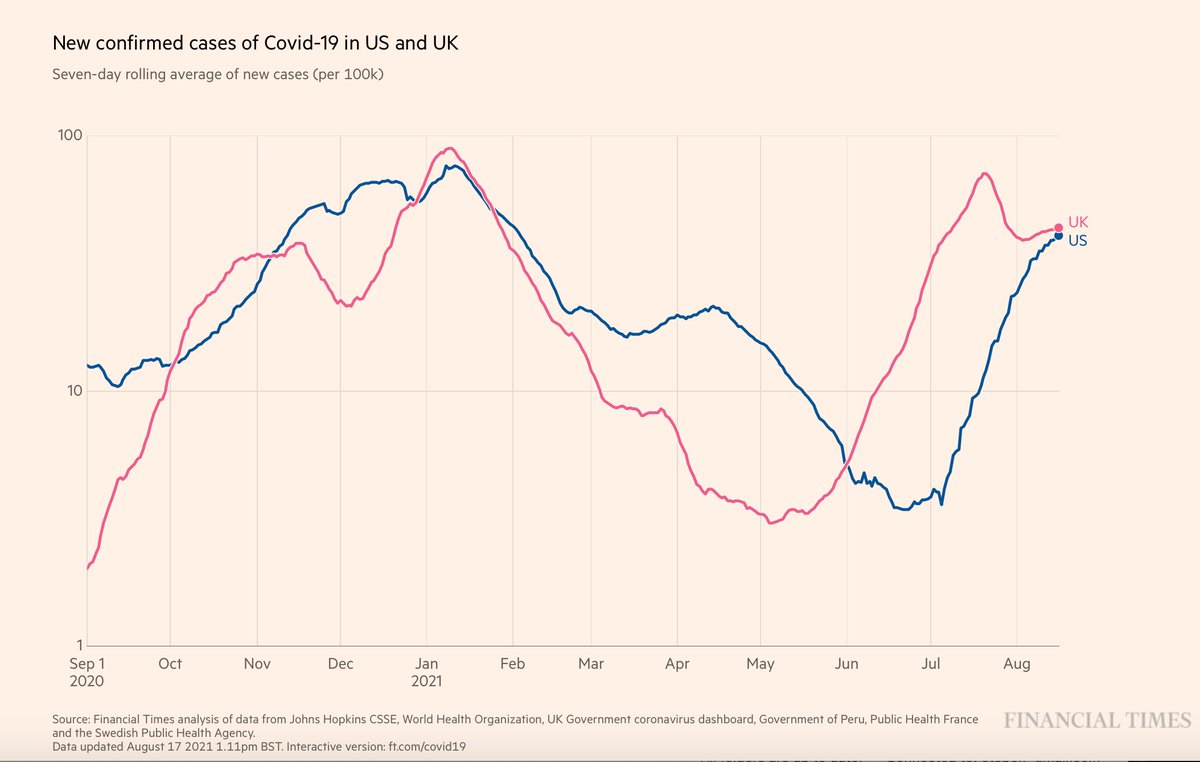 New confirmed cases of Covid-19 in US and UK
Seven-day rolling average of new cases (per 100k)
100
10
1
UK
US
Sep 1 Oct Nov Dec Jan Feb Mar Apr May Jun Jul Aug
2020 2021
Source: Financial Times analysis of data from Johns Hopkins CSSE, World Health Organization, UK Government coronavirus dashboard, Government of Peru, Public Health France
and the Swedish Public Health Agency.
Data updated August 17 2021 1.11pm BST. Interactive version: ft.com/covid19
FINANCIAL TIMES